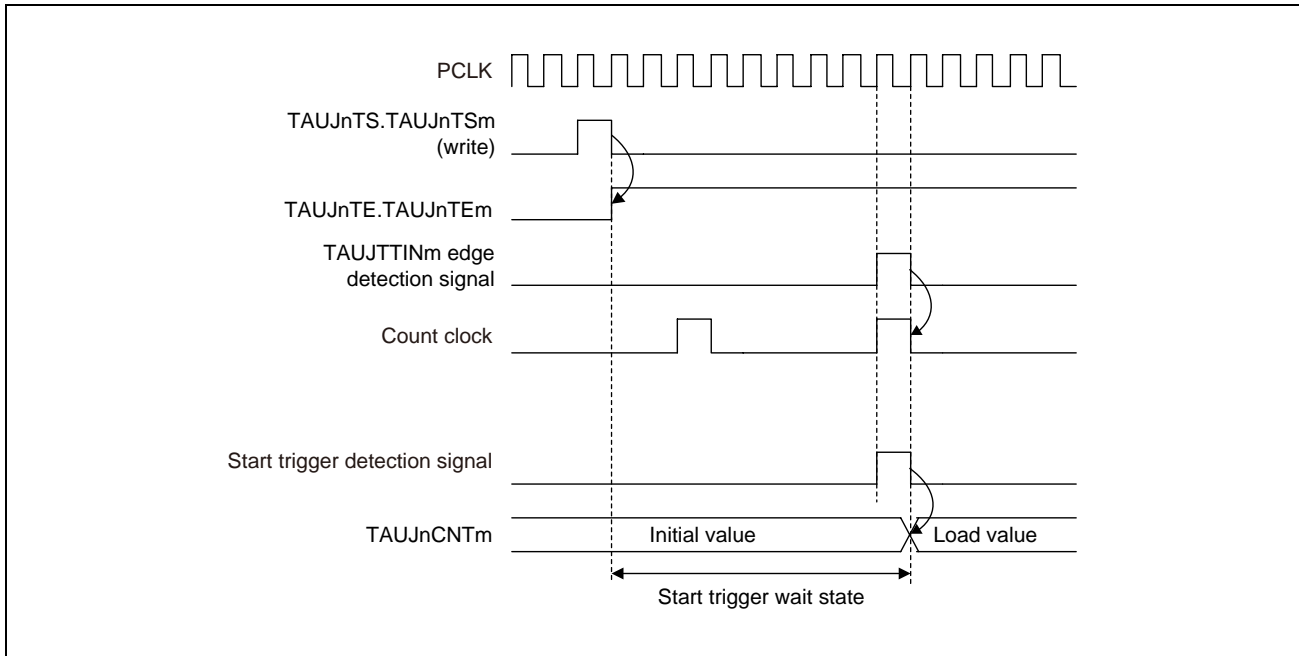 PCLK
TAUJnTS.TAUJnTSm
(write)
TAUJnTE.TAUJnTEm
TAUJTTINm edge
detection signal
Count clock
Start trigger detection signal
TAUJnCNTm
Initial value
Load value
Start trigger wait state